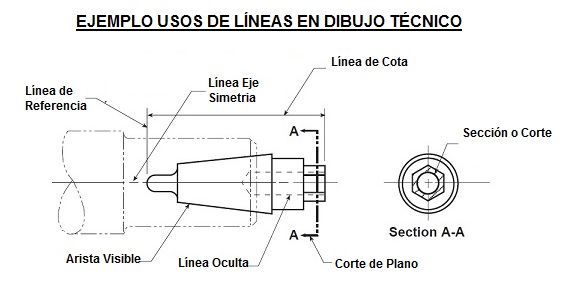 EJEMPLO USOS DE LÍNEAS EN DIBUJO TÉCNICO
Línea de Cota
Línea Eje
Simetria
Línea de
Referencia
A
Sección o Corte
A
Section A-A
Arista Visible
Línea Oculta
Corte de Plano